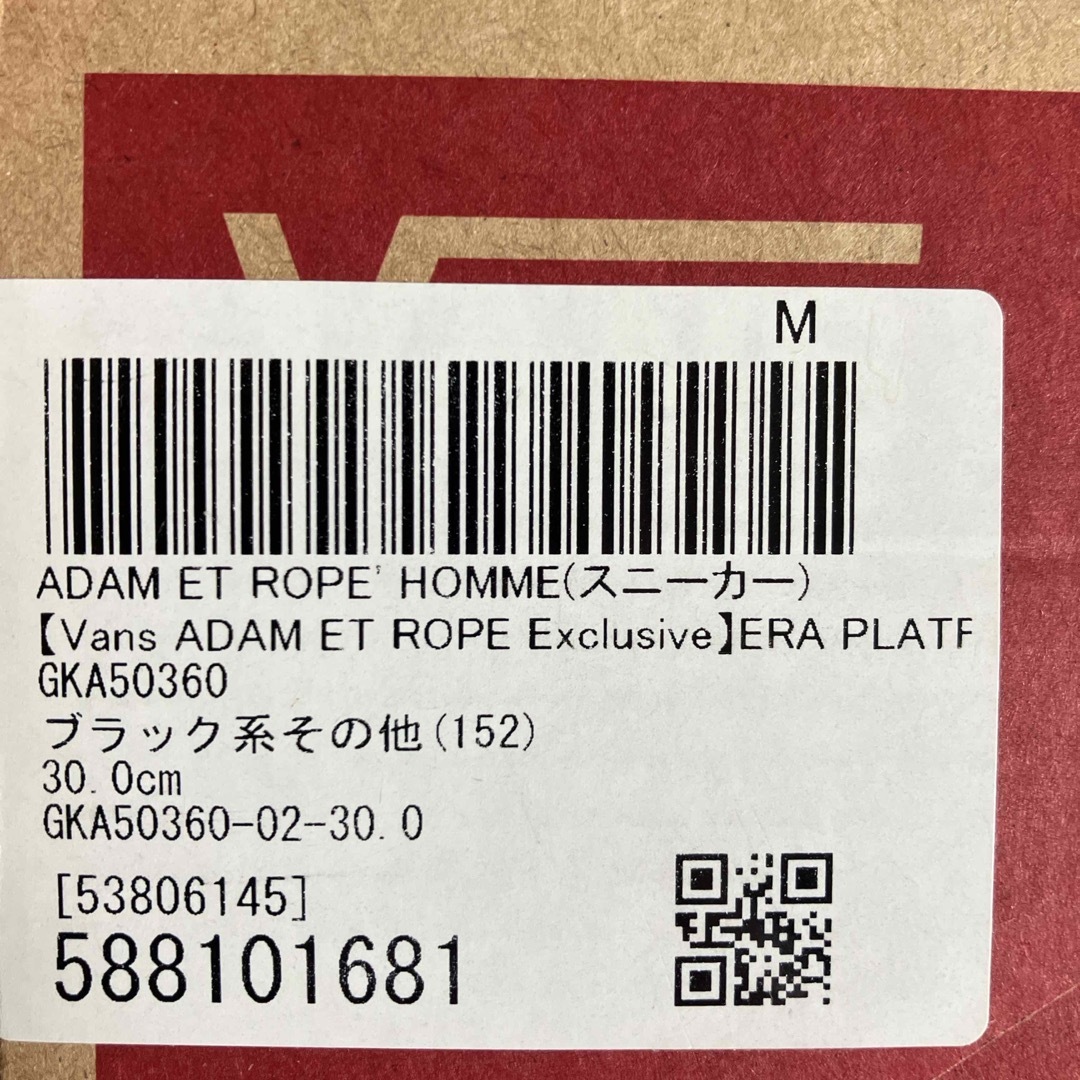 M
ADAM ET ROPE' HOMME(スニーカー)
【Vans ADAM ET ROPE Exclusive】ERA PLATF
GKA50360
ブラック系その他(152)
30.0cm
GKA50360-02-30.0
[53806145]
588101681